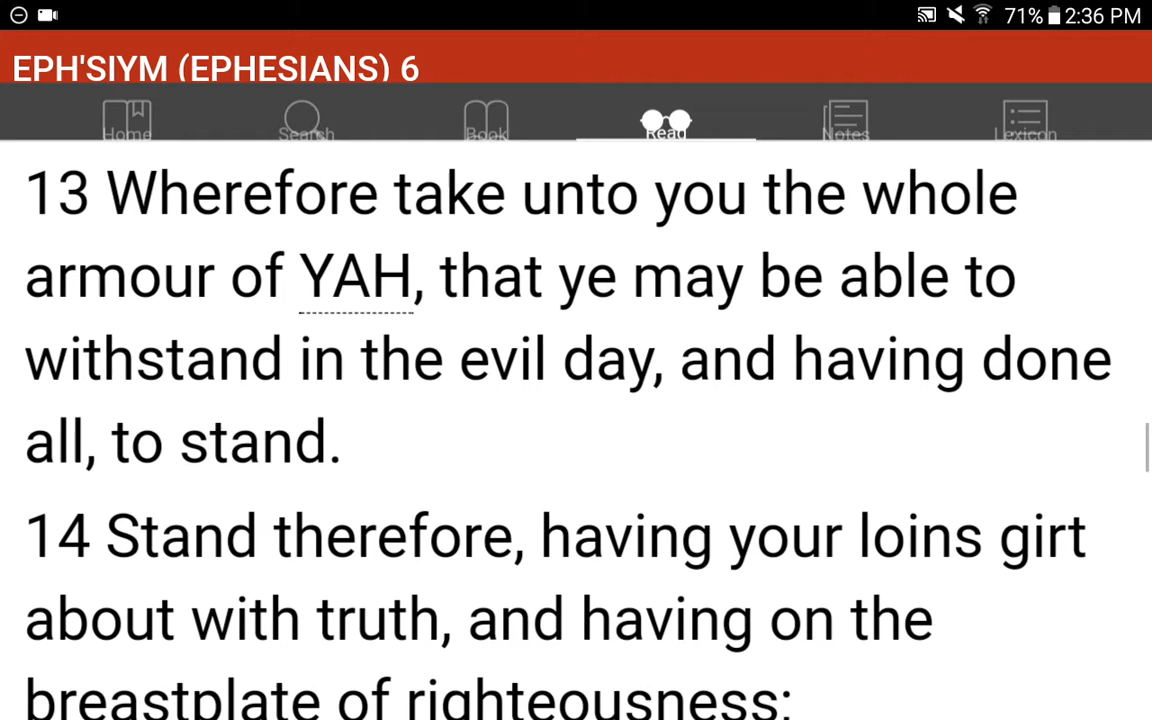 71% 2:36 PM
EPH'SIYM (EPHESIANS) 6
Home Search Book Read Notes Lexicon
13 Wherefore take unto you the whole
armour of YAH, that ye may be able to
withstand in the evil day, and having done
all, to stand.
14 Stand therefore, having your loins girt
about with truth, and having on the
breastplate of righteousness;